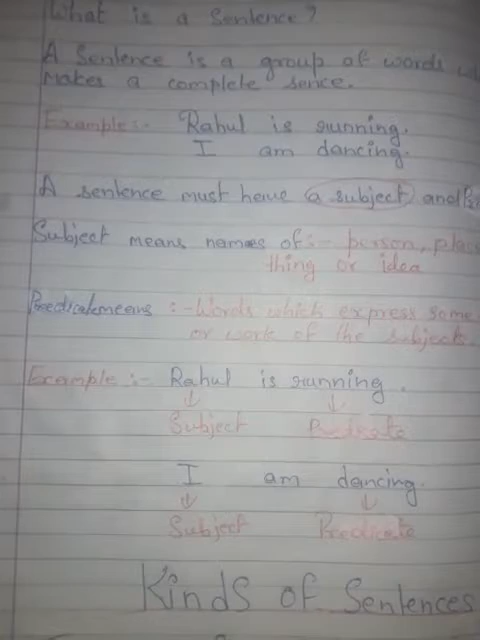 What is a Sentence?
A Sentence is a group of words
Makes a complete sence.
Example:- Rahul is running.
I am dancing.
A sentence must have a subject and
Subject means names of:- person,
thing or idea
Predicate means :- Words which express some
or work of the subjects.
Example :- Rahul is running.
Subject Predicate
I am dancing.
Subject Predicate
Kinds of Sentences